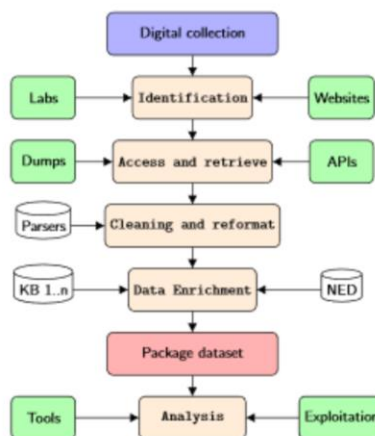 Digital collection
Labs Identification Websites
Dumps Access and retrieve APIs
Parsers Cleaning and reformat
KB 1..n Data Enrichment NED
Package dataset
Tools Analysis Exploitation